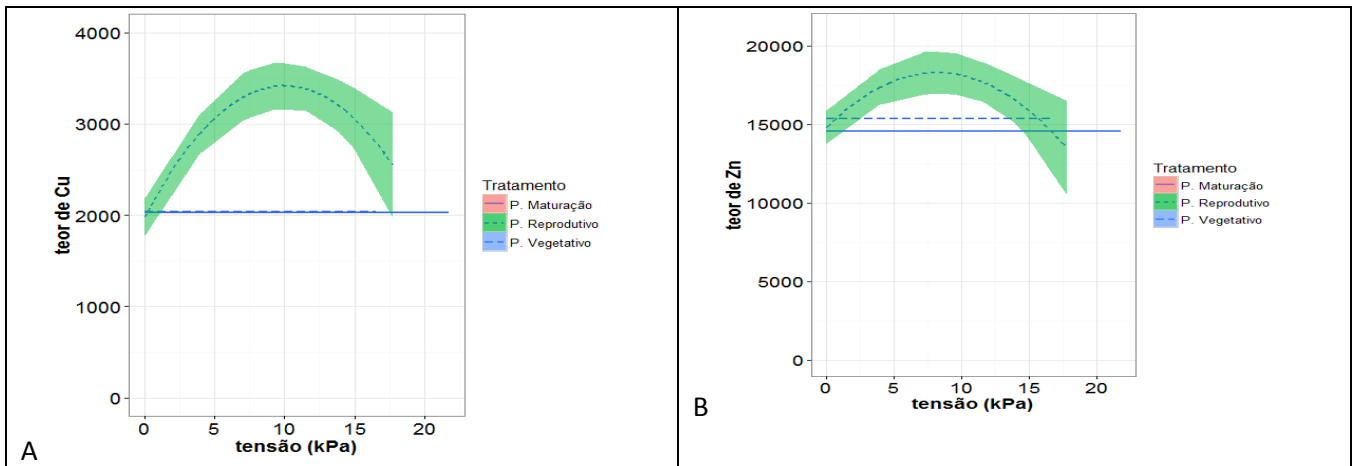 4000
3000
2000
1000
0
teor de Cu
0 5 10 15 20
tensão (kPa)
Tratamento
P. Maturação
P. Reprodutivo
P. Vegetativo
A
20000
15000
10000
5000
0
teor de Zn
0 5 10 15 20
tensão (kPa)
Tratamento
P. Maturação
P. Reprodutivo
P. Vegetativo
B